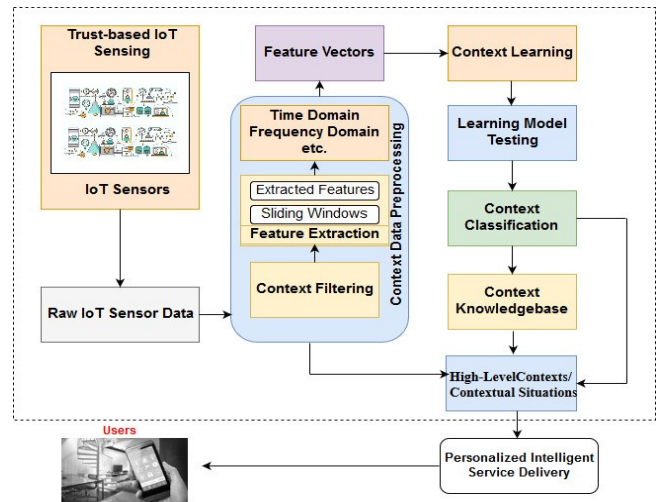 Trust-based IoT
Sensing
IoT Sensors
Raw IoT Sensor Data
Feature Vectors
Time Domain
Frequency Domain
etc.
Extracted Features
Sliding Windows
Feature Extraction
Context Filtering
Context Data Preprocessing
Context Learning
Learning Model
Testing
Context
Classification
Context
Knowledgebase
High-LevelContexts/
Contextual Situations
Personalized Intelligent
Service Delivery
Users